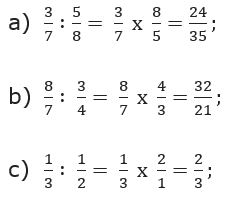 a) 3/7 : 5/8 = 3/7 x 8/5 = 24/35 ;
b) 8/7 : 3/4 = 8/7 x 4/3 = 32/21 ;
c) 1/3 : 1/2 = 1/3 x 2/1 = 2/3 ;